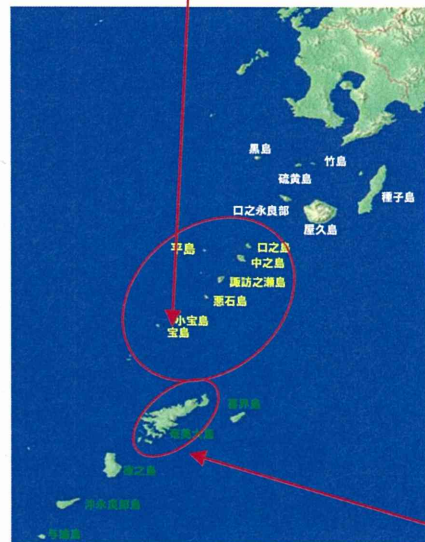 黒島
竹島
硫黄島
種子島
口之永良部
屋久島
平島
口之島
中之島
諏訪之瀬島
悪石島
小宝島
宝島
喜界島
奄美大島
徳之島
沖永良部島
与論島